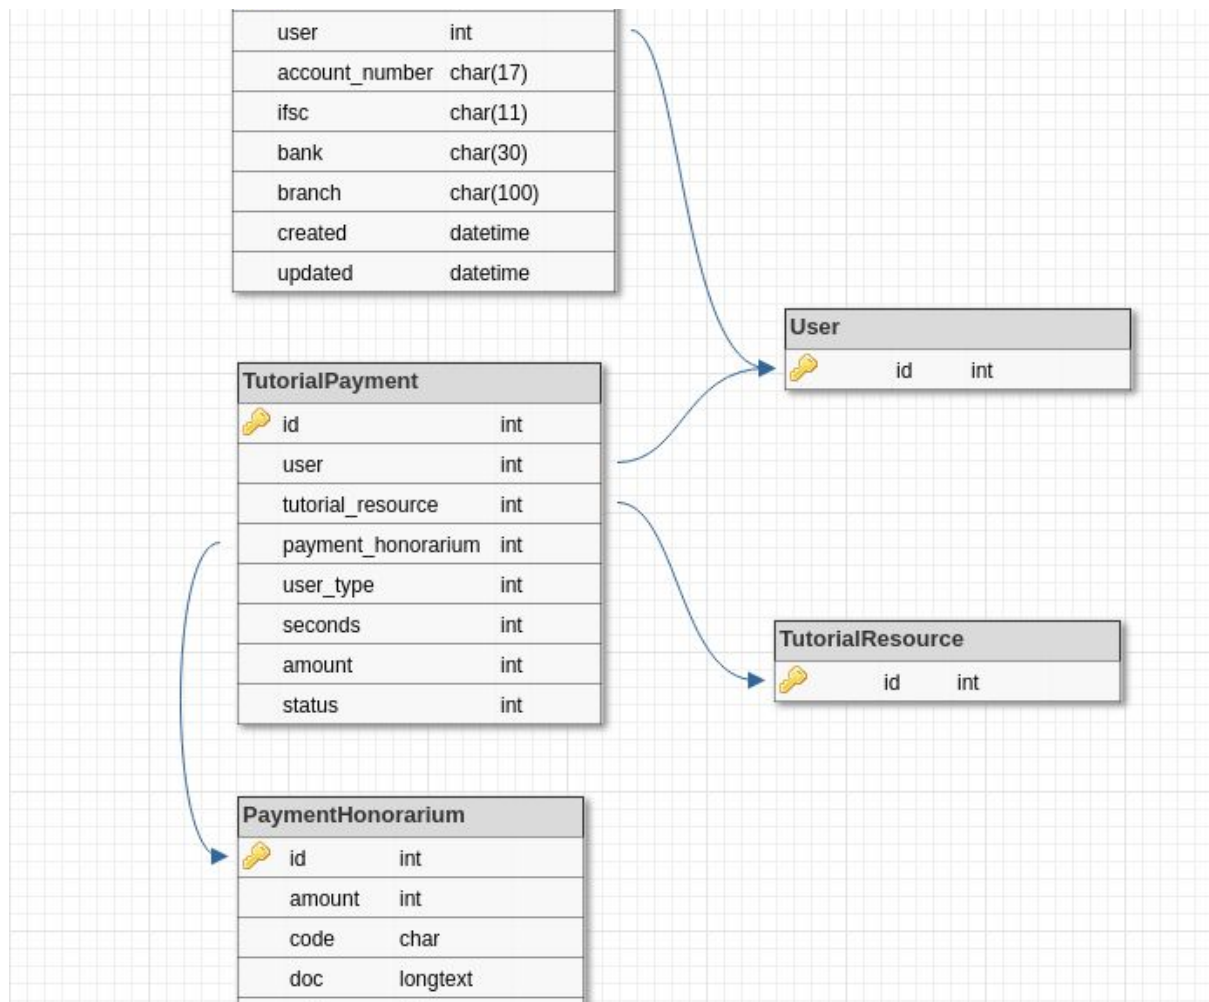 user int
account_number char(17)
ifsc char(11)
bank char(30)
branch char(100)
created datetime
updated datetime
User
id int
TutorialPayment
id int
user int
tutorial_resource int
payment_honorarium int
user_type int
seconds int
amount int
status int
TutorialResource
id int
PaymentHonorarium
id int
amount int
code char
doc longtext